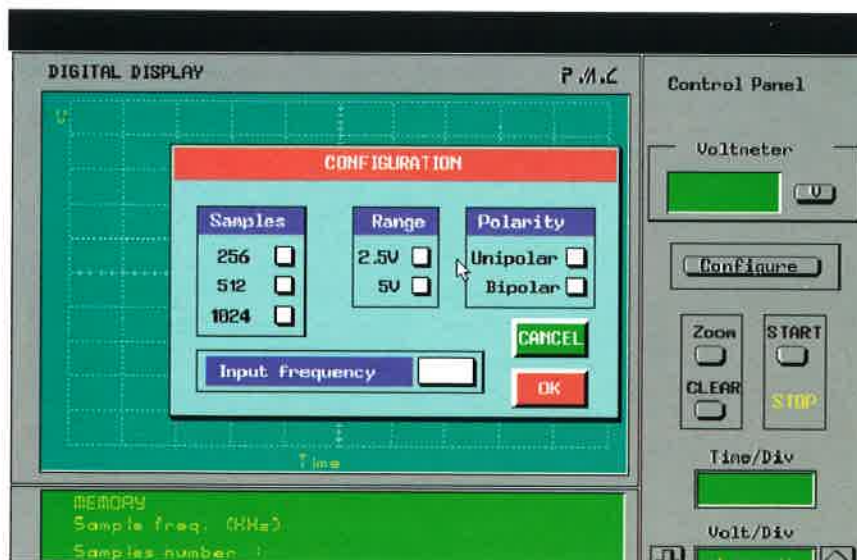 DIGITAL DISPLAY
P.M.C
Control Panel
V
CONFIGURATION
Voltmeter
V
Samples
256
512
1024
Range
2.5V
5V
Polarity
Unipolar
Bipolar
Configure
CANCEL
OK
Input frequency
Zoom
CLEAR
START
STOP
Time
Time/Div
Volt/Div
MEMORY
Sample freq. (KHz)
Samples number :